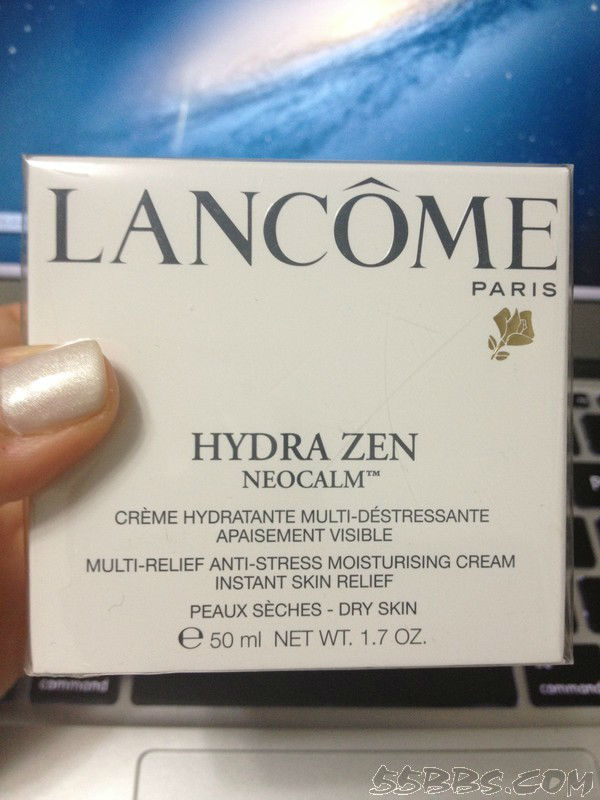 LANCÔME
PARIS
HYDRA ZEN
NEOCALM™
CRÈME HYDRATANTE MULTI-DÉSTRESSANTE
APAISEMENT VISIBLE
MULTI-RELIEF ANTI-STRESS MOISTURISING CREAM
INSTANT SKIN RELIEF
PEAUX SÈCHES - DRY SKIN
℮ 50 ml NET WT. 1.7 OZ.
command
command
55BBS.COM